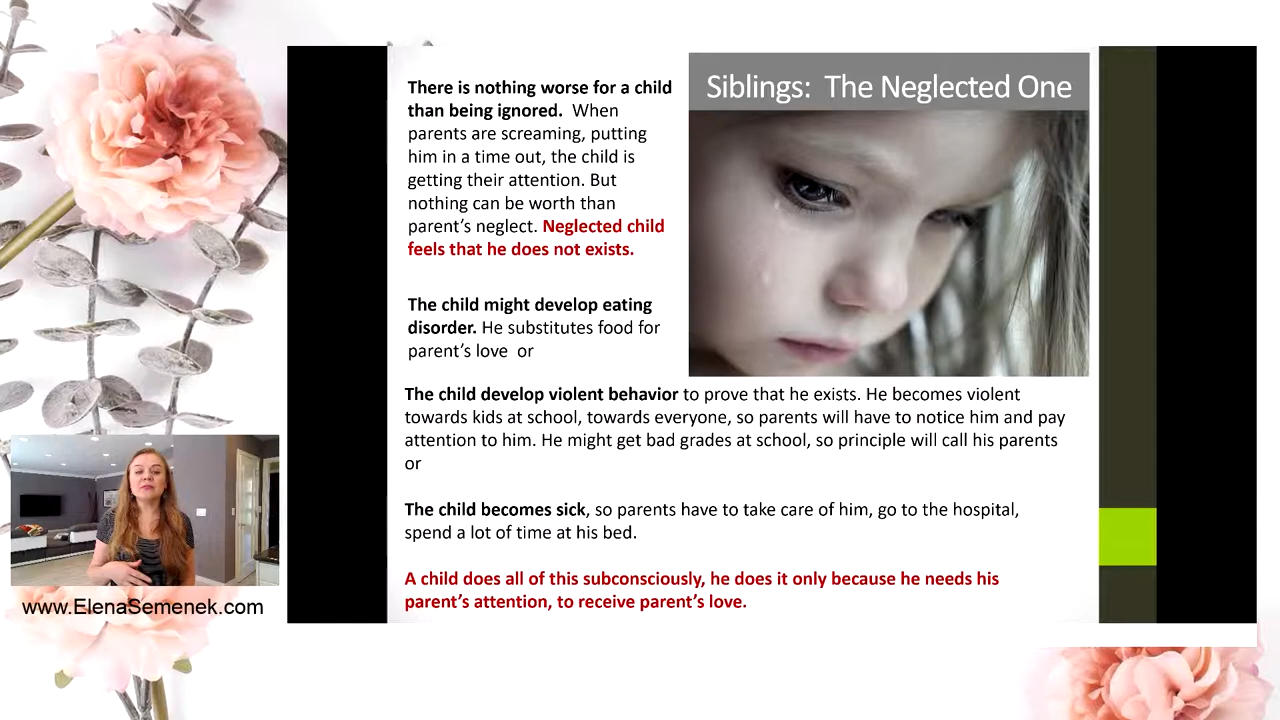 Siblings: The Neglected One
There is nothing worse for a child
than being ignored. When
parents are screaming, putting
him in a time out, the child is
getting their attention. But
nothing can be worth than
parent's neglect. Neglected child
feels that he does not exists.
The child might develop eating
disorder. He substitutes food for
parent's love or
The child develop violent behavior to prove that he exists. He becomes violent
towards kids at school, towards everyone, so parents will have to notice him and pay
attention to him. He might get bad grades at school, so principle will call his parents
or
The child becomes sick, so parents have to take care of him, go to the hospital,
spend a lot of time at his bed.
A child does all of this subconsciously, he does it only because he needs his
parent's attention, to receive parent's love.
www.ElenaSemenek.com